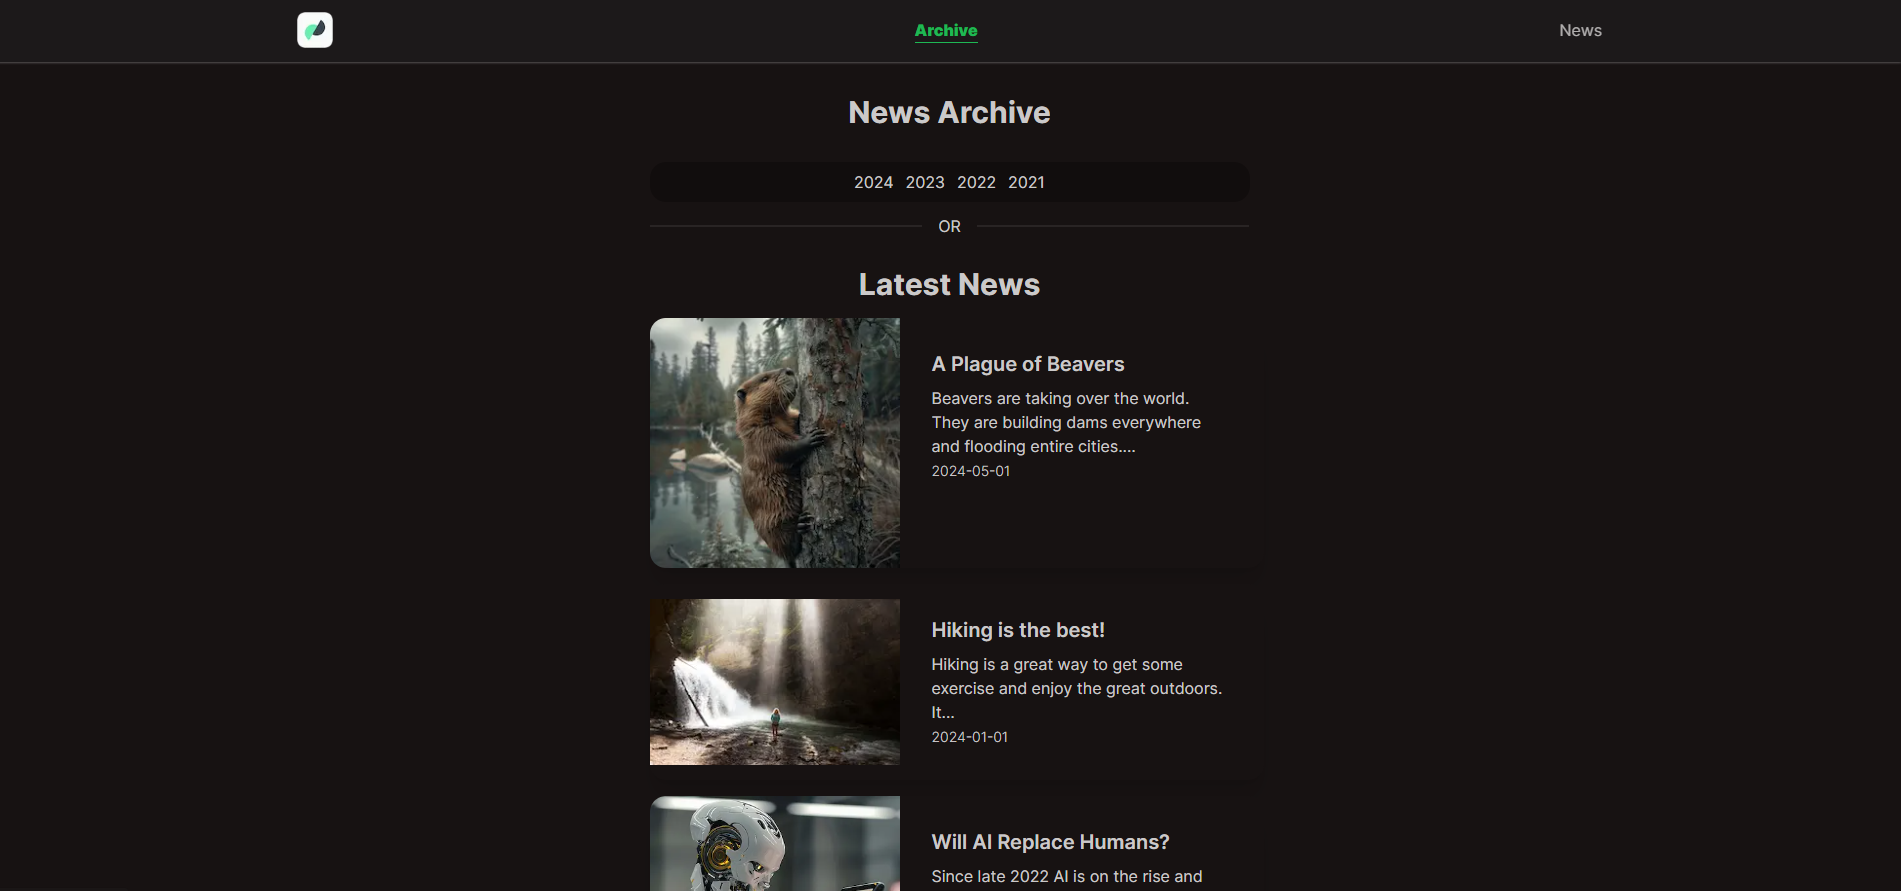 Archive
News
News Archive
2024 2023 2022 2021
OR
Latest News
A Plague of Beavers
Beavers are taking over the world.
They are building dams everywhere
and flooding entire cities....
2024-05-01
Hiking is the best!
Hiking is a great way to get some
exercise and enjoy the great outdoors.
It...
2024-01-01
Will AI Replace Humans?
Since late 2022 AI is on the rise and